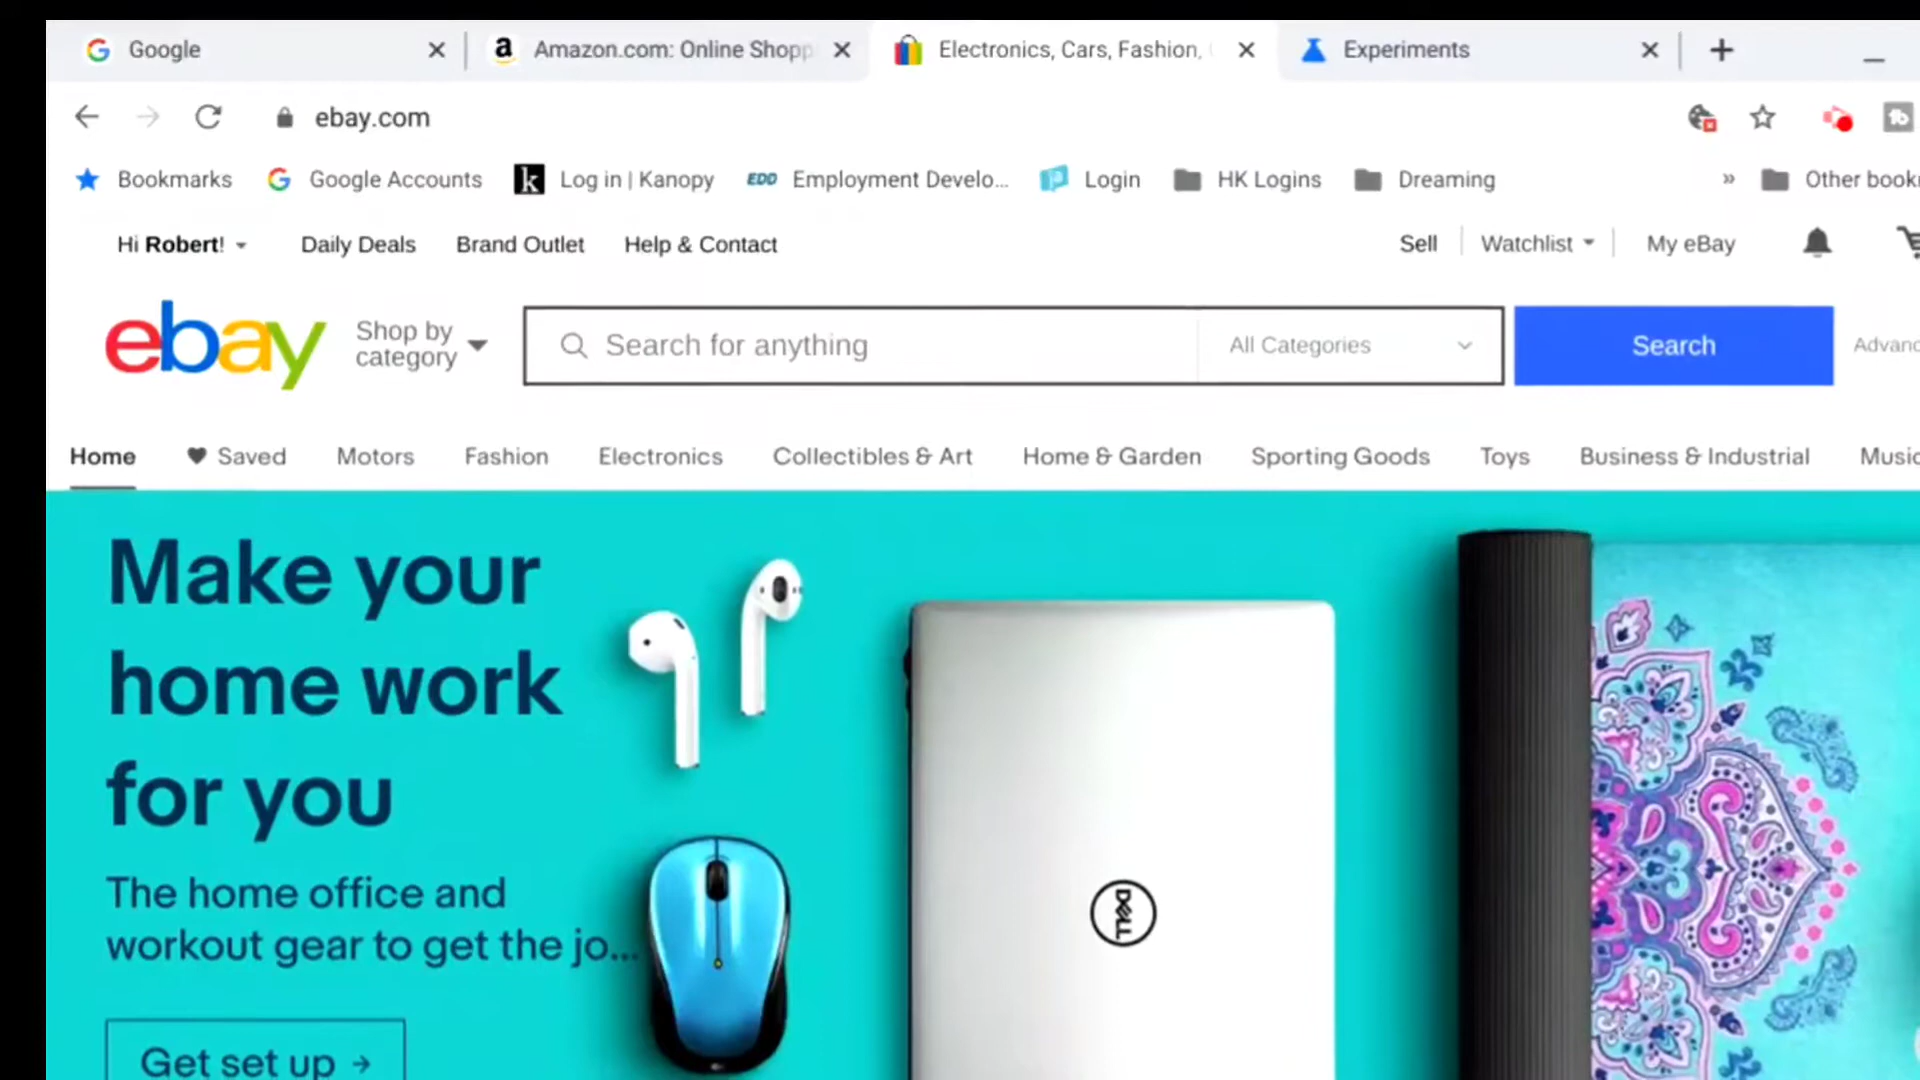 Google
Amazon.com: Online Shopp
Electronics, Cars, Fashion,
Experiments
ebay.com
Bookmarks
Google Accounts
k Log in | Kanopy
EDD Employment Develo...
Login
HK Logins
Dreaming
»
Other book
Hi Robert!
Daily Deals
Brand Outlet
Help & Contact
Sell
Watchlist
My eBay
ebay
Shop by
category
Search for anything
All Categories
Search
Advanc
Home
Saved
Motors
Fashion
Electronics
Collectibles & Art
Home & Garden
Sporting Goods
Toys
Business & Industrial
Music
Make your
home work
for you
The home office and
workout gear to get the jo...
Get set up →
DELL